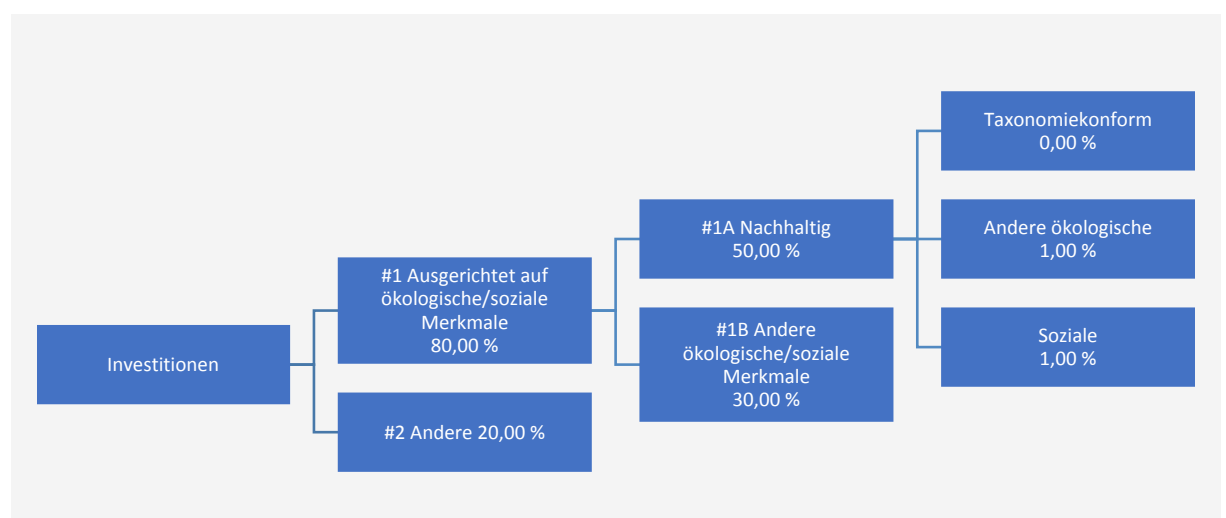 Investitionen
#1 Ausgerichtet auf
ökologische/soziale
Merkmale
80,00 %
#2 Andere 20,00 %
#1A Nachhaltig
50,00 %
#1B Andere
ökologische/soziale
Merkmale
30,00 %
Taxonomiekonform
0,00 %
Andere ökologische
1,00 %
Soziale
1,00 %